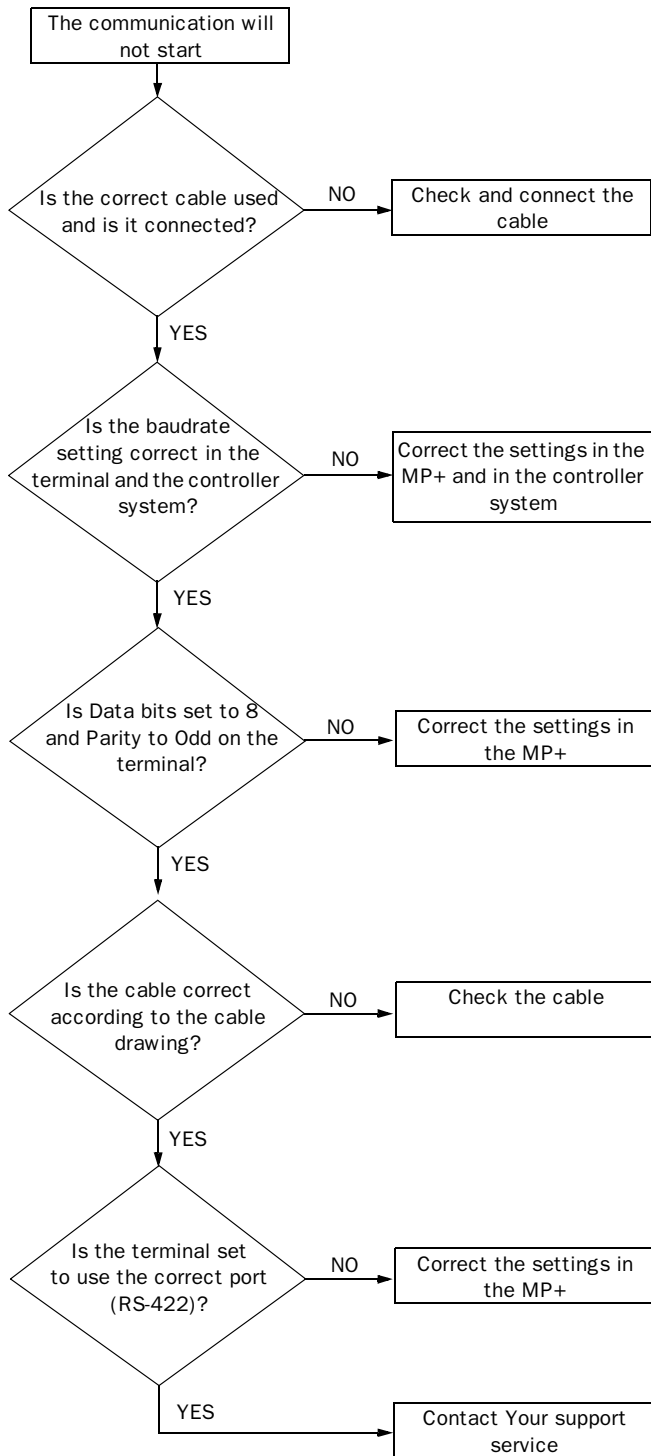 The communication will
not start
Is the correct cable used
and is it connected?
NO
Check and connect the
cable
YES
Is the baudrate
setting correct in the
terminal and the controller
system?
NO
Correct the settings in the
MP+ and in the controller
system
YES
Is Data bits set to 8
and Parity to Odd on the
terminal?
NO
Correct the settings in
the MP+
YES
Is the cable correct
according to the cable
drawing?
NO
Check the cable
YES
Is the terminal set
to use the correct port
(RS-422)?
NO
Correct the settings in
the MP+
YES
Contact Your support
service